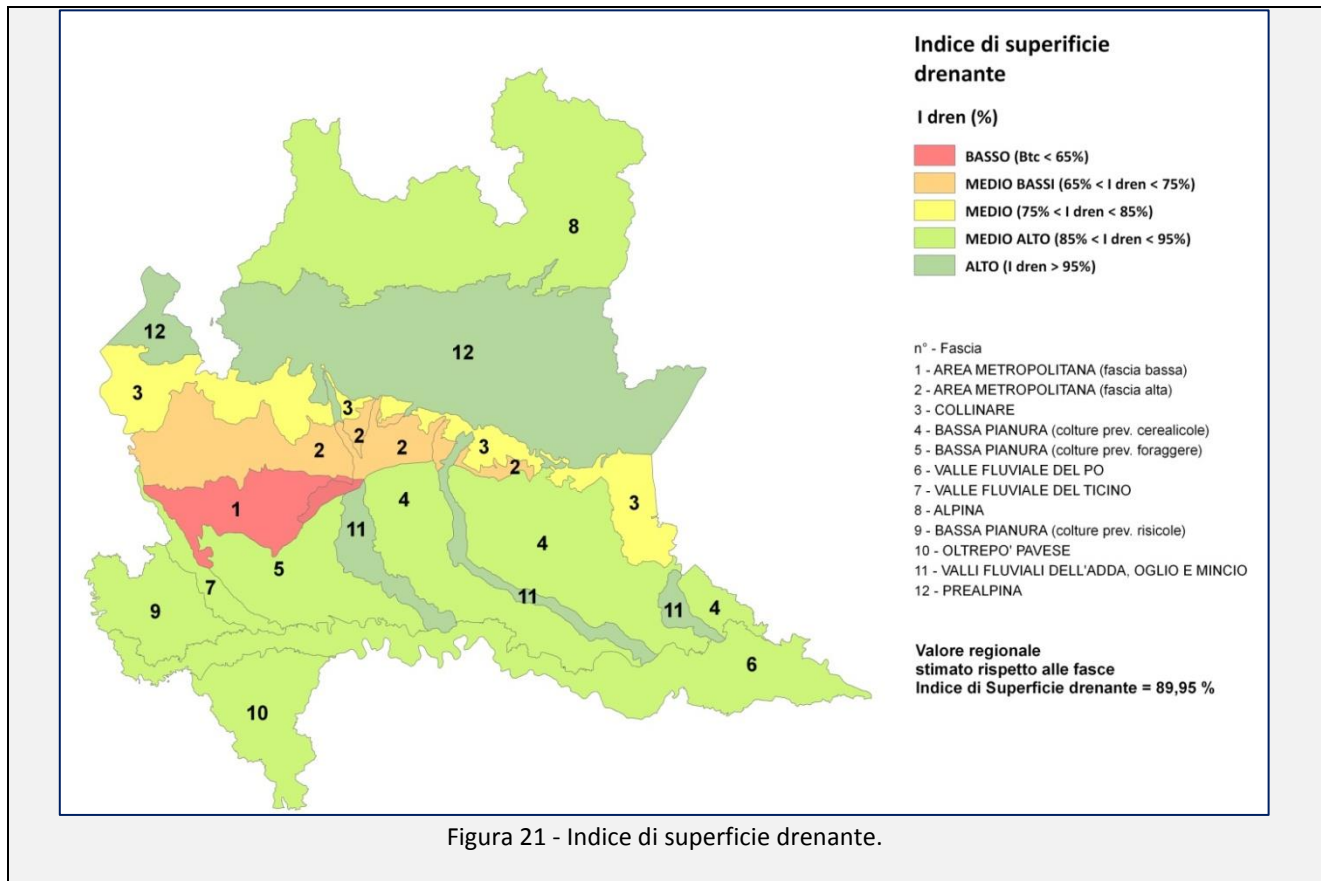 Indice di superificie
drenante
I dren (%)
BASSO (Btc < 65%)
MEDIO BASSI (65% < I dren < 75%)
MEDIO (75% < I dren < 85%)
MEDIO ALTO (85% < I dren < 95%)
ALTO (I dren > 95%)
n° - Fascia
1 - AREA METROPOLITANA (fascia bassa)
2 - AREA METROPOLITANA (fascia alta)
3 - COLLINARE
4 - BASSA PIANURA (colture prev. cerealicole)
5 - BASSA PIANURA (colture prev. foraggere)
6 - VALLE FLUVIALE DEL PO
7 - VALLE FLUVIALE DEL TICINO
8 - ALPINA
9 - BASSA PIANURA (colture prev. risicole)
10 - OLTREPO' PAVESE
11 - VALLI FLUVIALI DELL'ADDA, OGLIO E MINCIO
12 - PREALPINA
Valore regionale
stimato rispetto alle fasce
Indice di Superficie drenante = 89,95 %
8
12
12
3
3
2
2
2
3
2
3
1
4
11
4
5
7
9
11
11
4
6
10
Figura 21 - Indice di superficie drenante.